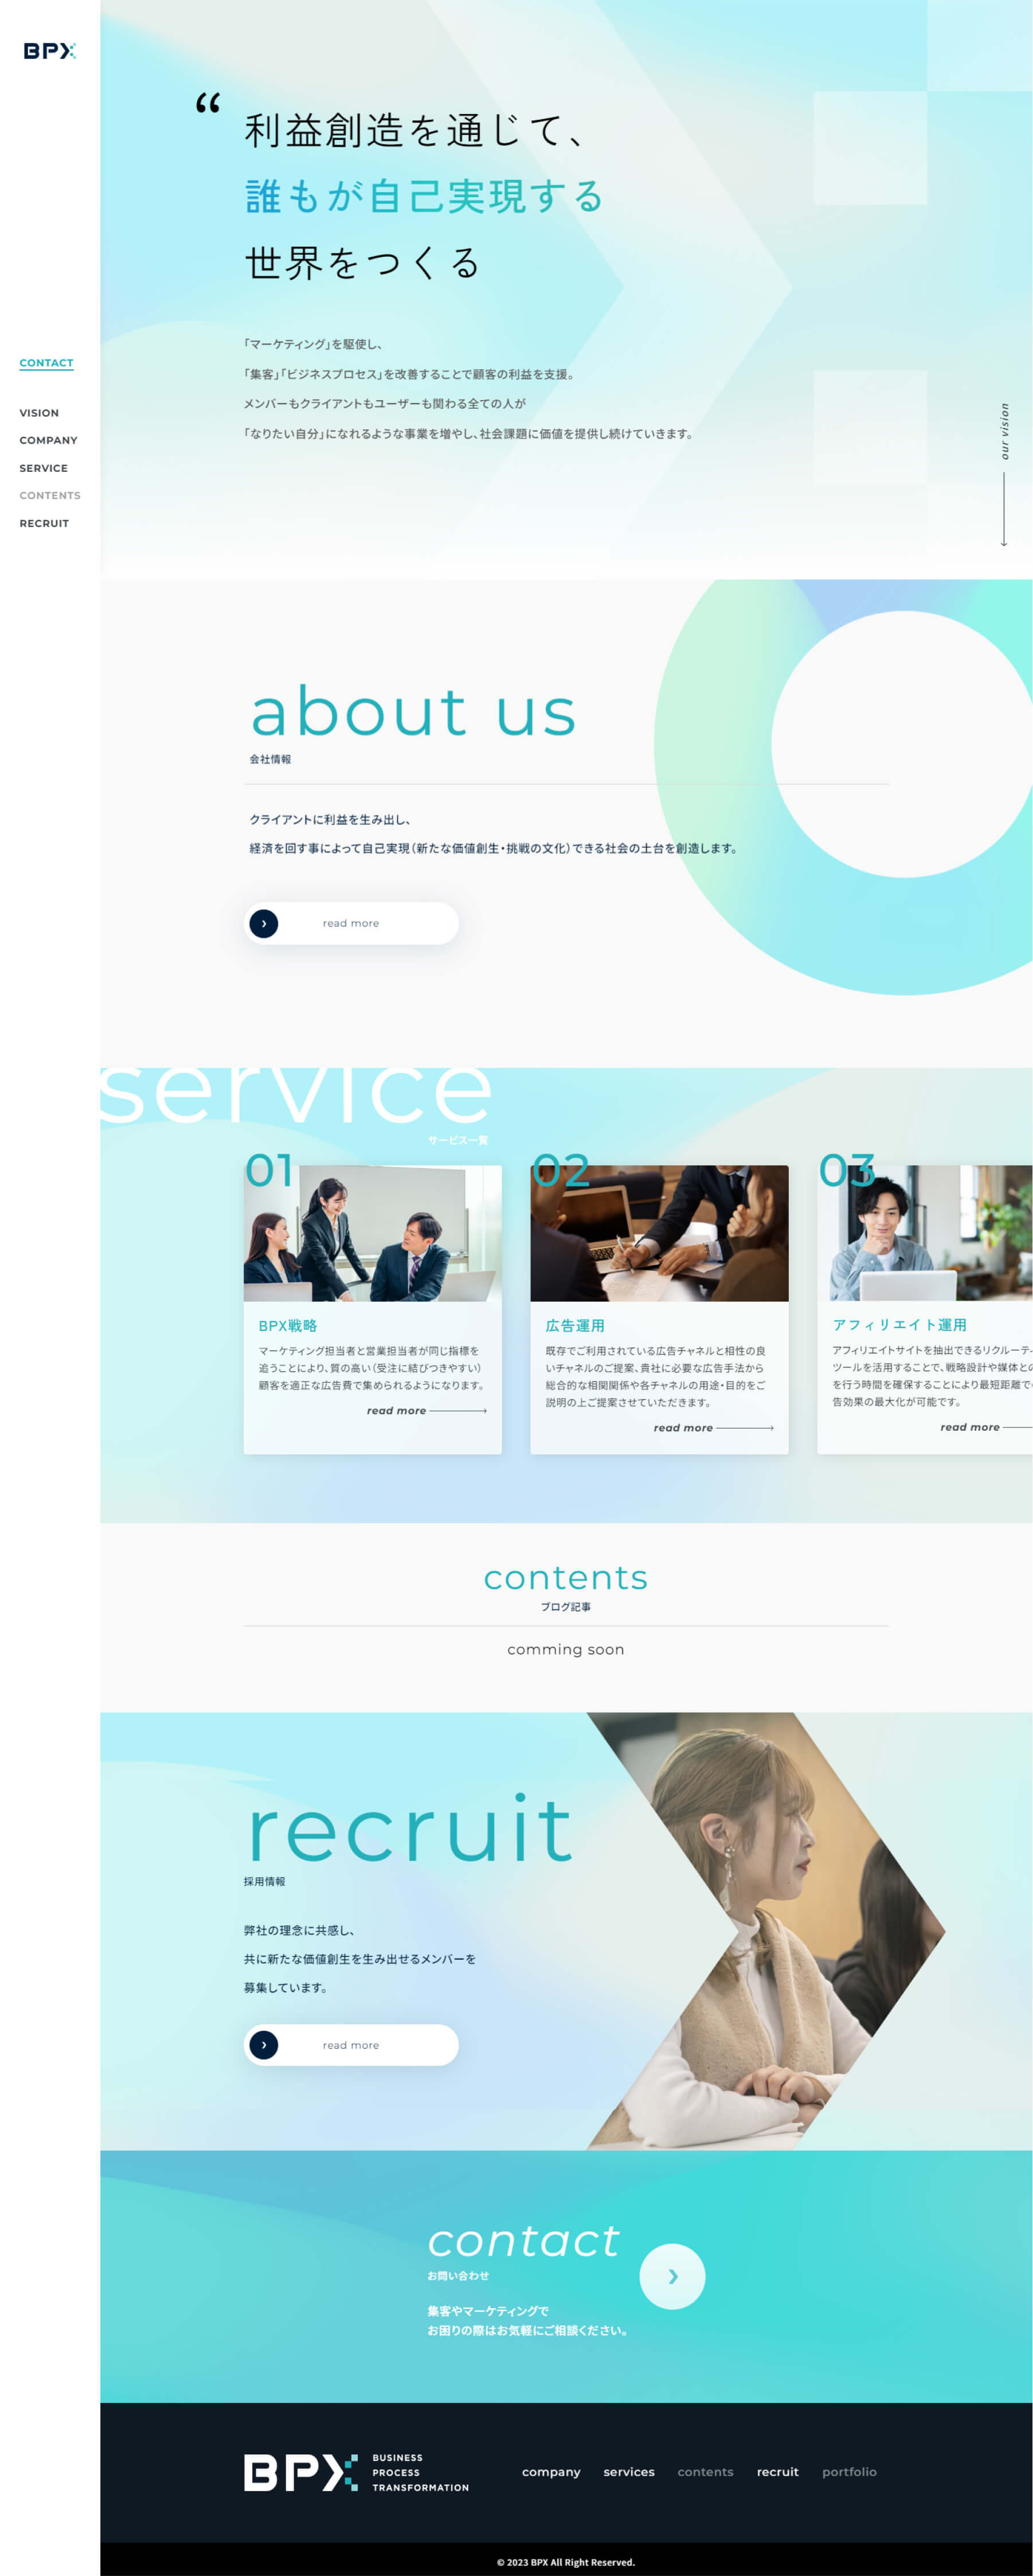 BPX
CONTACT
VISION
COMPANY
SERVICE
CONTENTS
RECRUIT
“
利益創造を通じて、
誰もが自己実現する
世界をつくる
「マーケティング」を駆使し、
「集客」「ビジネスプロセス」を改善することで顧客の利益を支援。
メンバーもクライアントもユーザーも関わる全ての人が
「なりたい自分」になれるような事業を増やし、社会課題に価値を提供し続けていきます。
our vision
about us
会社情報
クライアントに利益を生み出し、
経済を回す事によって自己実現（新たな価値創生・挑戦の文化）できる社会の土台を創造します。
read more
service
サービス一覧
01
BPX戦略
マーケティング担当者と営業担当者が同じ指標を
追うことにより、質の高い（受注に結びつきやすい）
顧客を適正な広告費で集められるようになります。
read more
02
広告運用
既存でご利用されている広告チャネルと相性の良
いチャネルのご提案、貴社に必要な広告手法から
総合的な相関関係や各チャネルの用途・目的をご
説明の上ご提案させていただきます。
read more
03
アフィリエイト運用
アフィリエイトサイトを抽出できるリクルーテ
ツールを活用することで、戦略設計や媒体と
を行う時間を確保することにより最短距離で
告効果の最大化が可能です。
read more
contents
ブログ記事
comming soon
recruit
採用情報
弊社の理念に共感し、
共に新たな価値創生を生み出せるメンバーを
募集しています。
read more
contact
お問い合わせ
集客やマーケティングで
お困りの際はお気軽にご相談ください。
BPX
BUSINESS
PROCESS
TRANSFORMATION
company services contents recruit portfolio
© 2023 BPX All Right Reserved.